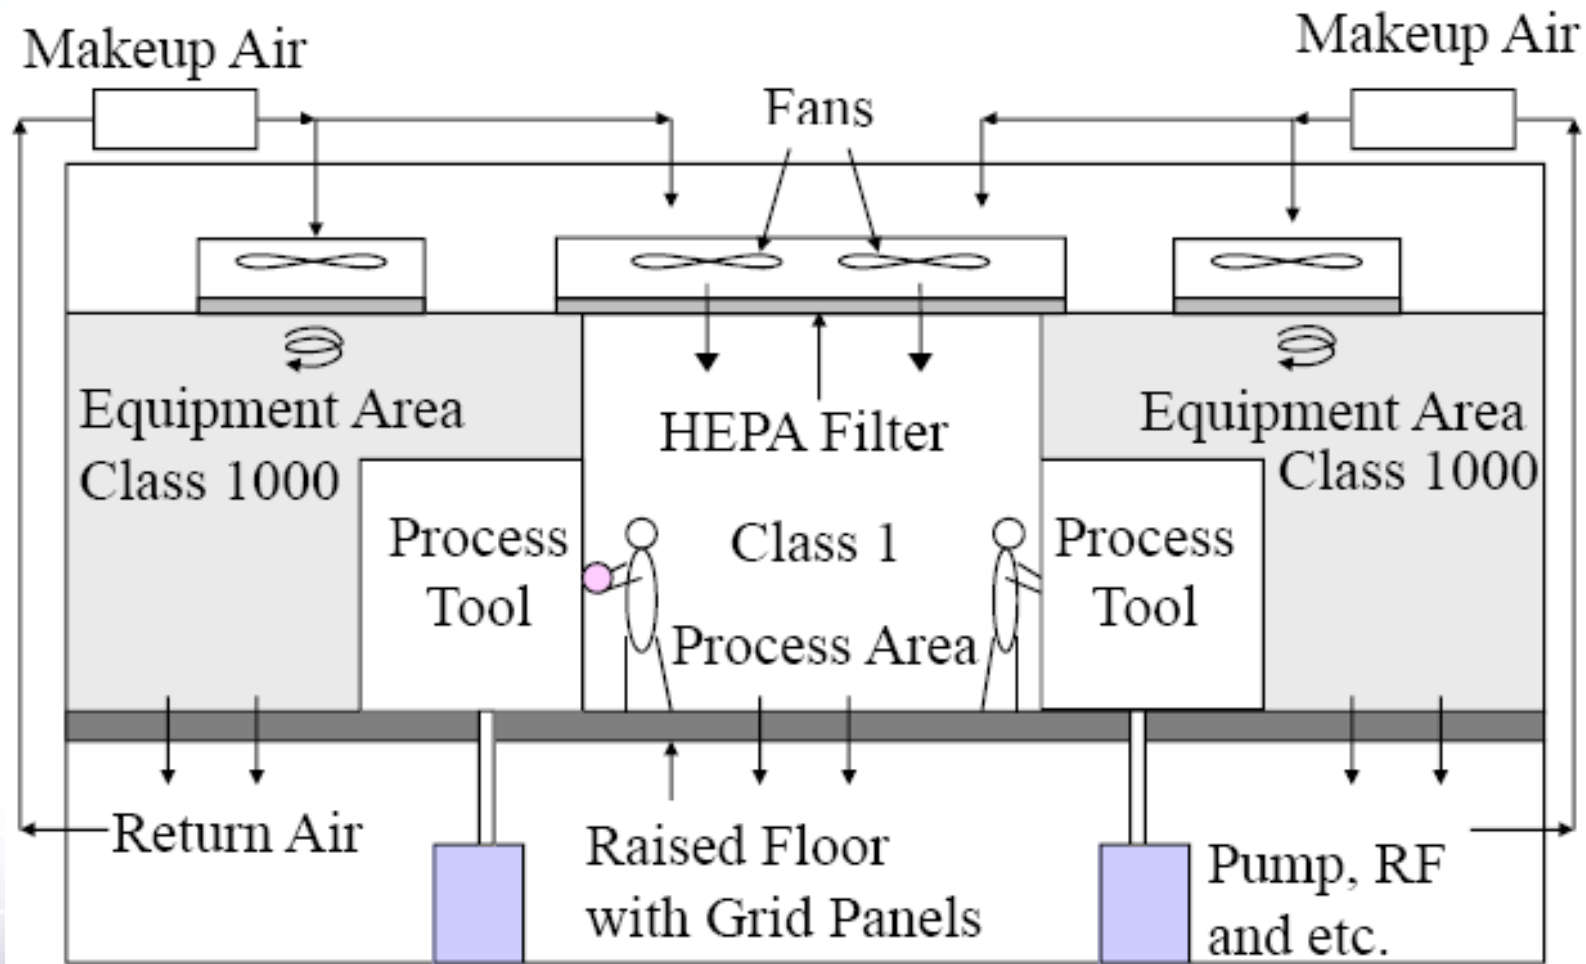 Makeup Air
Makeup Air
Fans
Equipment Area
Class 1000
HEPA Filter
Equipment Area
Class 1000
Process
Tool
Class 1
Process
Tool
Process Area
Return Air
Raised Floor
with Grid Panels
Pump, RF
and etc.